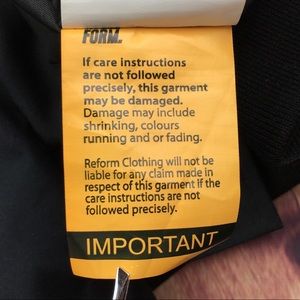 FORM.
If care instructions
are not followed
precisely, this garment
may be damaged.
Damage may include
shrinking, colours
running and or fading.
Reform Clothing will not be
liable for any claim made in
respect of this garment if the
care instructions are not
followed precisely.
IMPORTANT